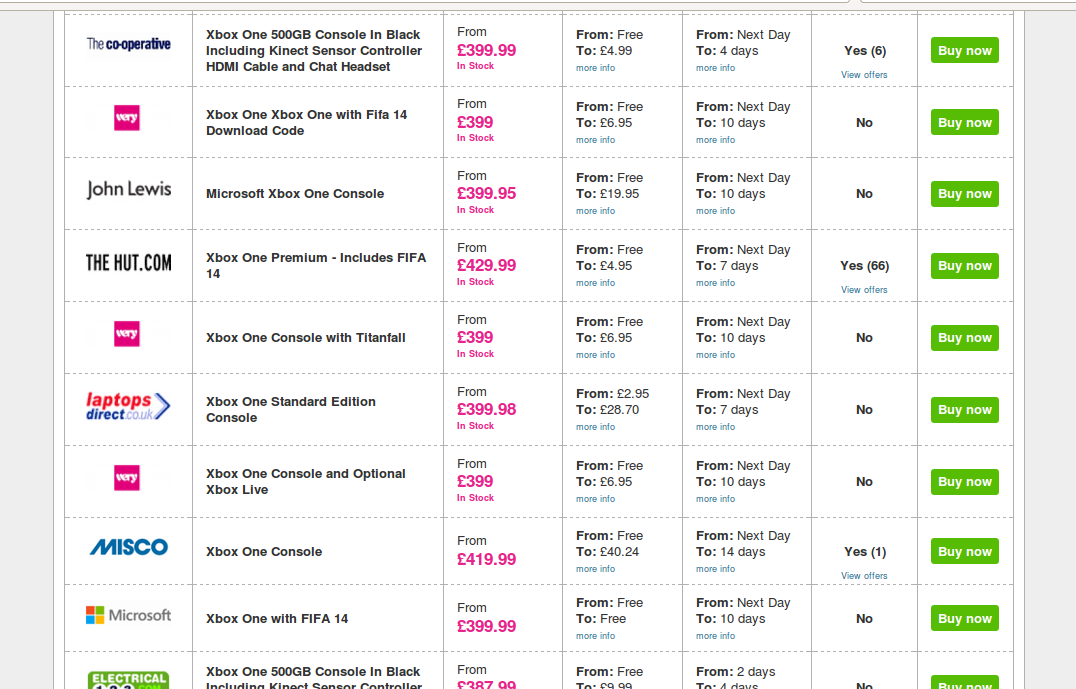 The co-operative
Xbox One 500GB Console In Black
Including Kinect Sensor Controller
HDMI Cable and Chat Headset
From
£399.99
In Stock
From: Free
To: £4.99
more info
From: Next Day
To: 4 days
more info
Yes (6)
View offers
Buy now
very
Xbox One Xbox One with Fifa 14
Download Code
From
£399
In Stock
From: Free
To: £6.95
more info
From: Next Day
To: 10 days
more info
No
Buy now
John Lewis
Microsoft Xbox One Console
From
£399.95
In Stock
From: Free
To: £19.95
more info
From: Next Day
To: 10 days
more info
No
Buy now
THE HUT.COM
Xbox One Premium - Includes FIFA
14
From
£429.99
In Stock
From: Free
To: £4.95
more info
From: Next Day
To: 7 days
more info
Yes (66)
View offers
Buy now
very
Xbox One Console with Titanfall
From
£399
In Stock
From: Free
To: £6.95
more info
From: Next Day
To: 10 days
more info
No
Buy now
laptops
direct.co.uk
Xbox One Standard Edition
Console
From
£399.98
In Stock
From: £2.95
To: £28.70
more info
From: Next Day
To: 7 days
more info
No
Buy now
very
Xbox One Console and Optional
Xbox Live
From
£399
In Stock
From: Free
To: £6.95
more info
From: Next Day
To: 10 days
more info
No
Buy now
MISCO
Xbox One Console
From
£419.99
From: Free
To: £40.24
more info
From: Next Day
To: 14 days
more info
Yes (1)
View offers
Buy now
Microsoft
Xbox One with FIFA 14
From
£399.99
From: Free
To: Free
more info
From: Next Day
To: 10 days
more info
No
Buy now
ELECTRICAL
123.COM
Xbox One 500GB Console In Black
Including Kinect Sensor Controller
From
£387.99
From: Free
To: £9.99
From: 2 days
To: 4 days
No
Buy now